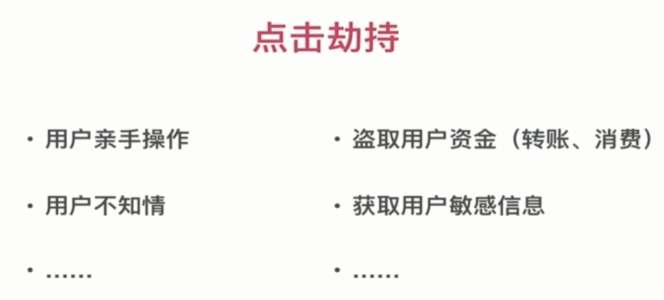 点击劫持
· 用户亲手操作
· 用户不知情
· ......
· 盗取用户资金（转账、消费）
· 获取用户敏感信息
· ......